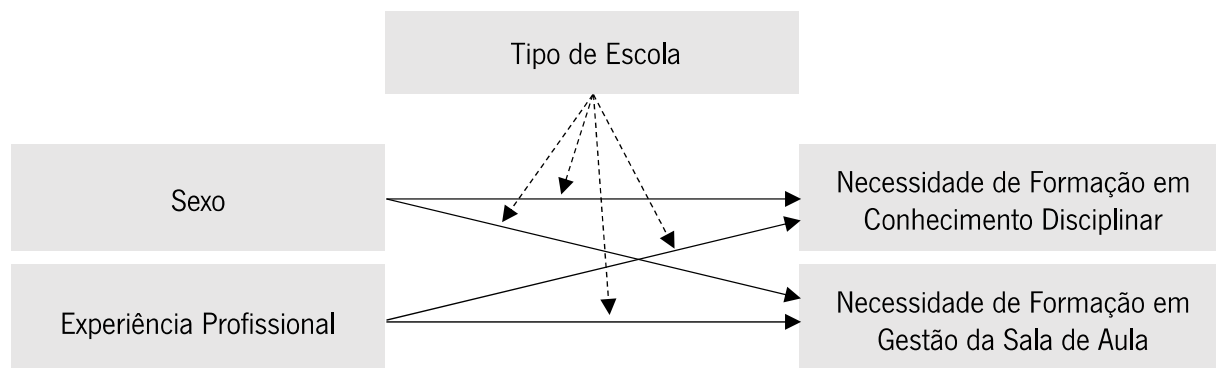 Tipo de Escola
Sexo
Necessidade de Formação em
Conhecimento Disciplinar
Experiência Profissional
Necessidade de Formação em
Gestão da Sala de Aula